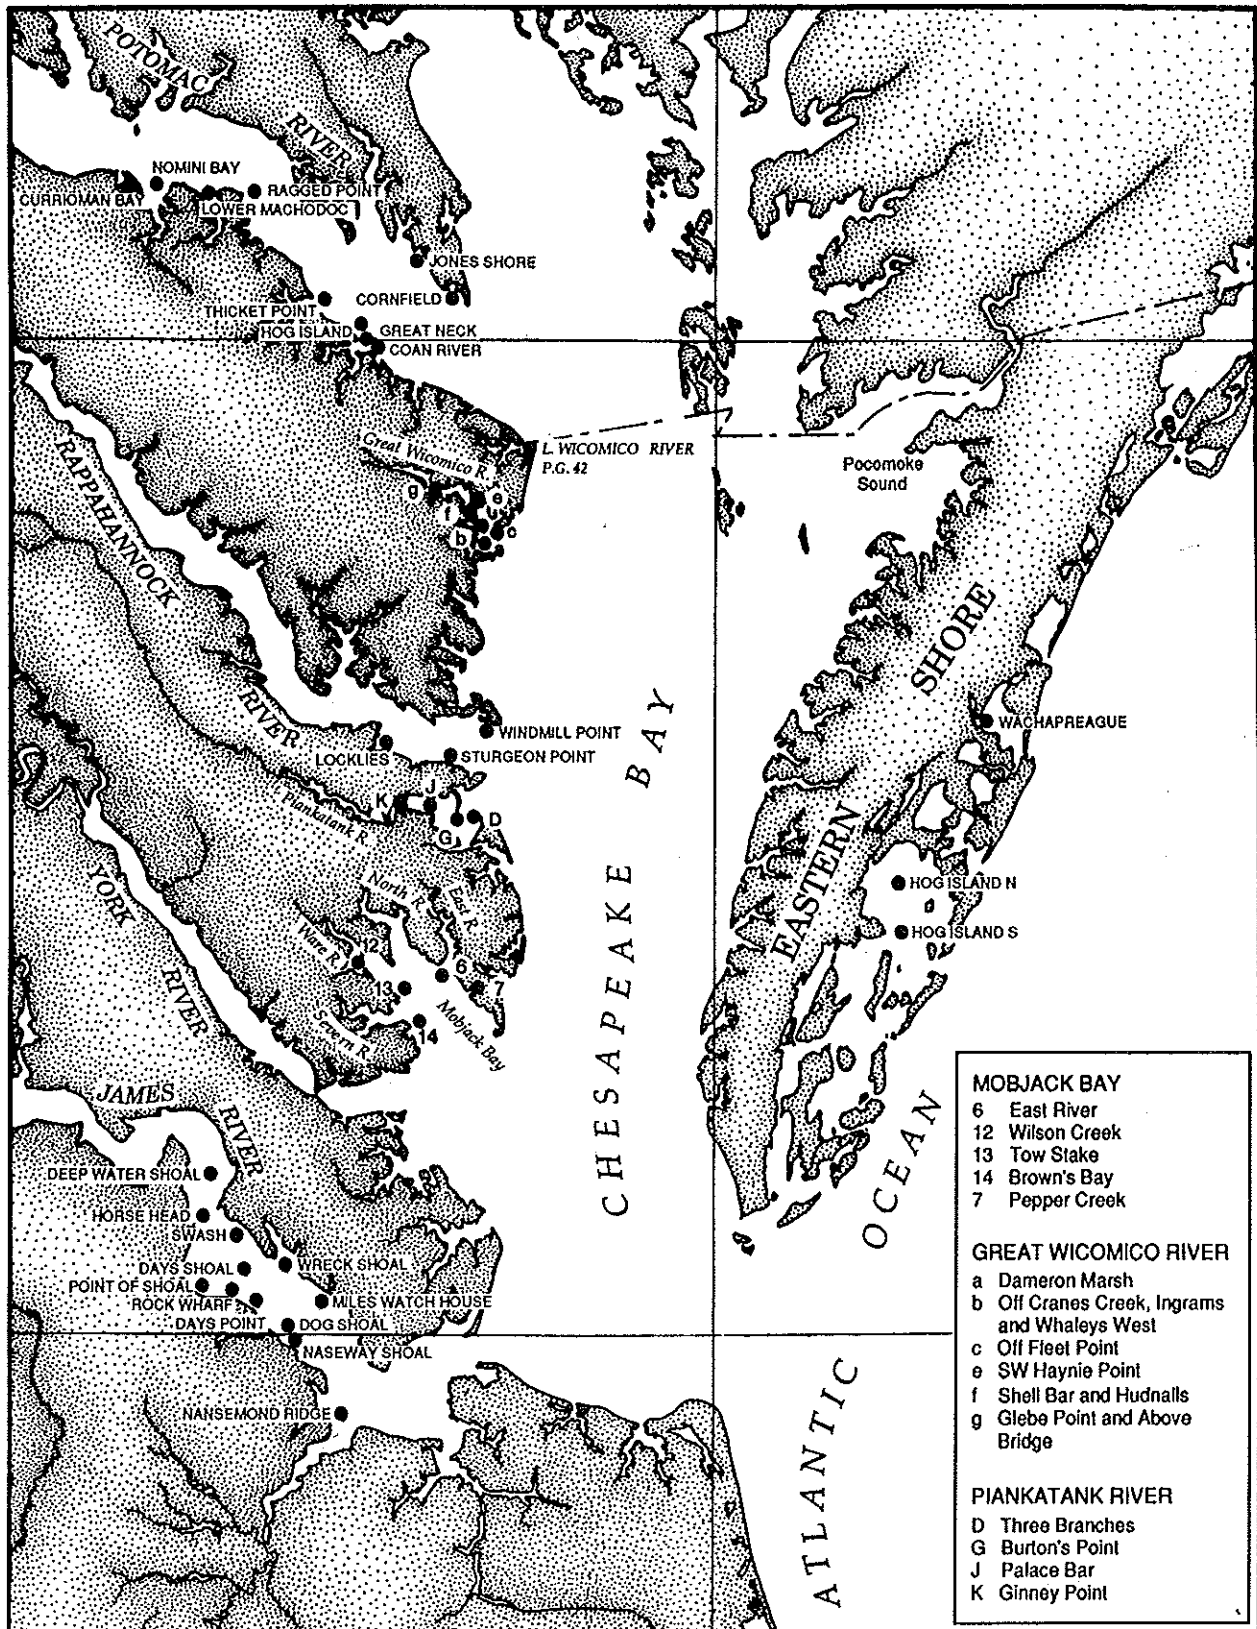 POTOMAC
RIVER
NOMINI BAY
CURRIOMAN BAY
RAGGED POINT
LOWER MACHODOC
JONES SHORE
THICKET POINT
CORNFIELD
HOG ISLAND
GREAT NECK
COAN RIVER
Great Wicomico R.
L. WICOMICO RIVER
P.G. 42
g
e
f
c
b
Pocomoke
Sound
RAPPAHANNOCK
RIVER
WINDMILL POINT
LOCKLIES
STURGEON POINT
K
J
D
G
Piankatank R.
CHESAPEAKE BAY
EASTERN SHORE
WACHAPREAGUE
HOG ISLAND N
HOG ISLAND S
YORK
RIVER
North R.
East R.
Ware R.
12
6
13
7
14
Severn R.
Mobjack Bay
JAMES
RIVER
DEEP WATER SHOAL
HORSE HEAD
SWASH
DAYS SHOAL
WRECK SHOAL
POINT OF SHOAL
ROCK WHARF
MILES WATCH HOUSE
DAYS POINT
DOG SHOAL
NASEWAY SHOAL
NANSEMOND RIDGE
ATLANTIC
OCEAN
MOBJACK BAY
6 East River
12 Wilson Creek
13 Tow Stake
14 Brown's Bay
7 Pepper Creek
GREAT WICOMICO RIVER
a Dameron Marsh
b Off Cranes Creek, Ingrams
and Whaleys West
c Off Fleet Point
e SW Haynie Point
f Shell Bar and Hudnalls
g Glebe Point and Above
Bridge
PIANKATANK RIVER
D Three Branches
G Burton's Point
J Palace Bar
K Ginney Point